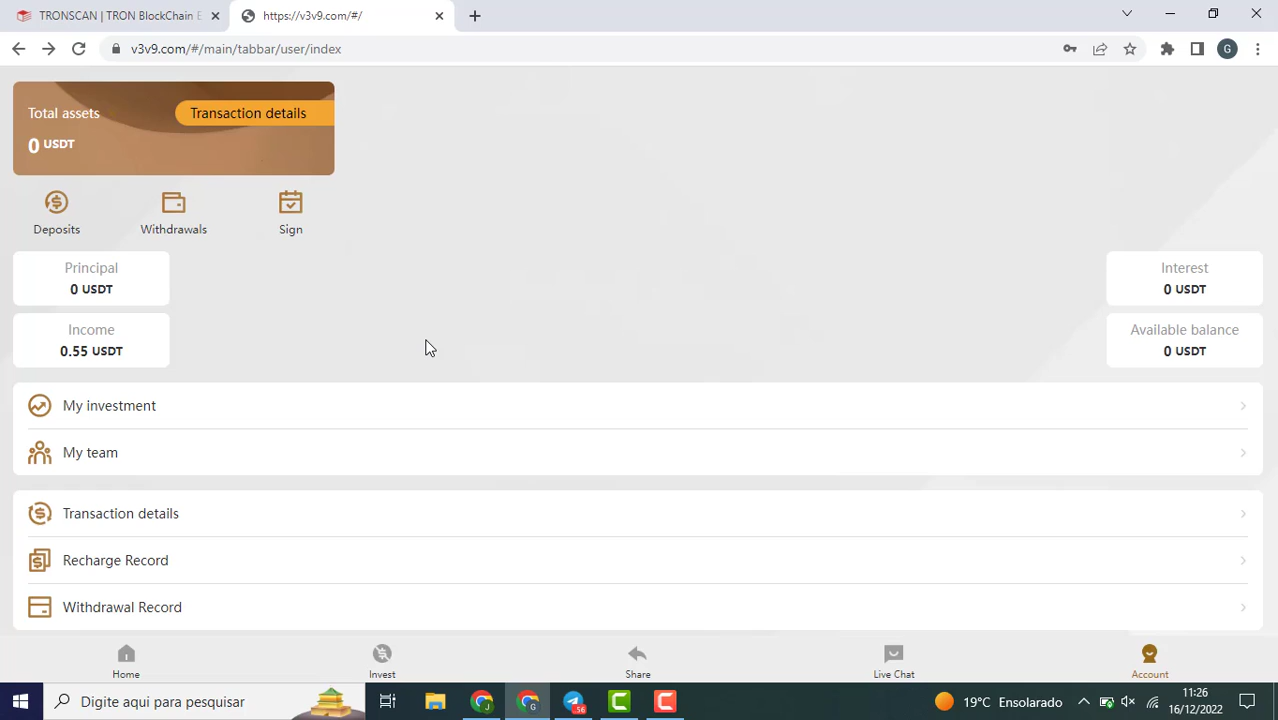 TRONSCAN | TRON BlockChain E
https://v3v9.com/#/
v3v9.com/#/main/tabbar/user/index
G
Total assets
Transaction details
0 USDT
Deposits
Withdrawals
Sign
Principal
0 USDT
Interest
0 USDT
Income
0.55 USDT
Available balance
0 USDT
My investment
My team
Transaction details
Recharge Record
Withdrawal Record
Home
Invest
Share
Live Chat
Account
Digite aqui para pesquisar
J
G
56
19°C Ensolarado
11:26
16/12/2022